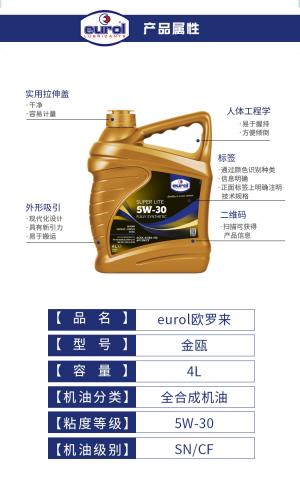 eurol
LUBRICANTS
产品属性
实用拉伸盖
· 干净
· 容易计量
人体工程学
· 易于握持
· 方便倾倒
标签
· 通过颜色识别种类
· 信息明确
· 正面标签上明确注明
技术规格
外形吸引
· 现代化设计
· 具有新引力
· 易于搬运
二维码
· 扫描可获得
产品信息
eurol
SUPER LITE
5W-30
FULLY SYNTHETIC
4L
【 品 名 】 eurol欧罗来
【 型 号 】 金瓯
【 容 量 】 4L
【机油分类】 全合成机油
【粘度等级】 5W-30
【机油级别】 SN/CF